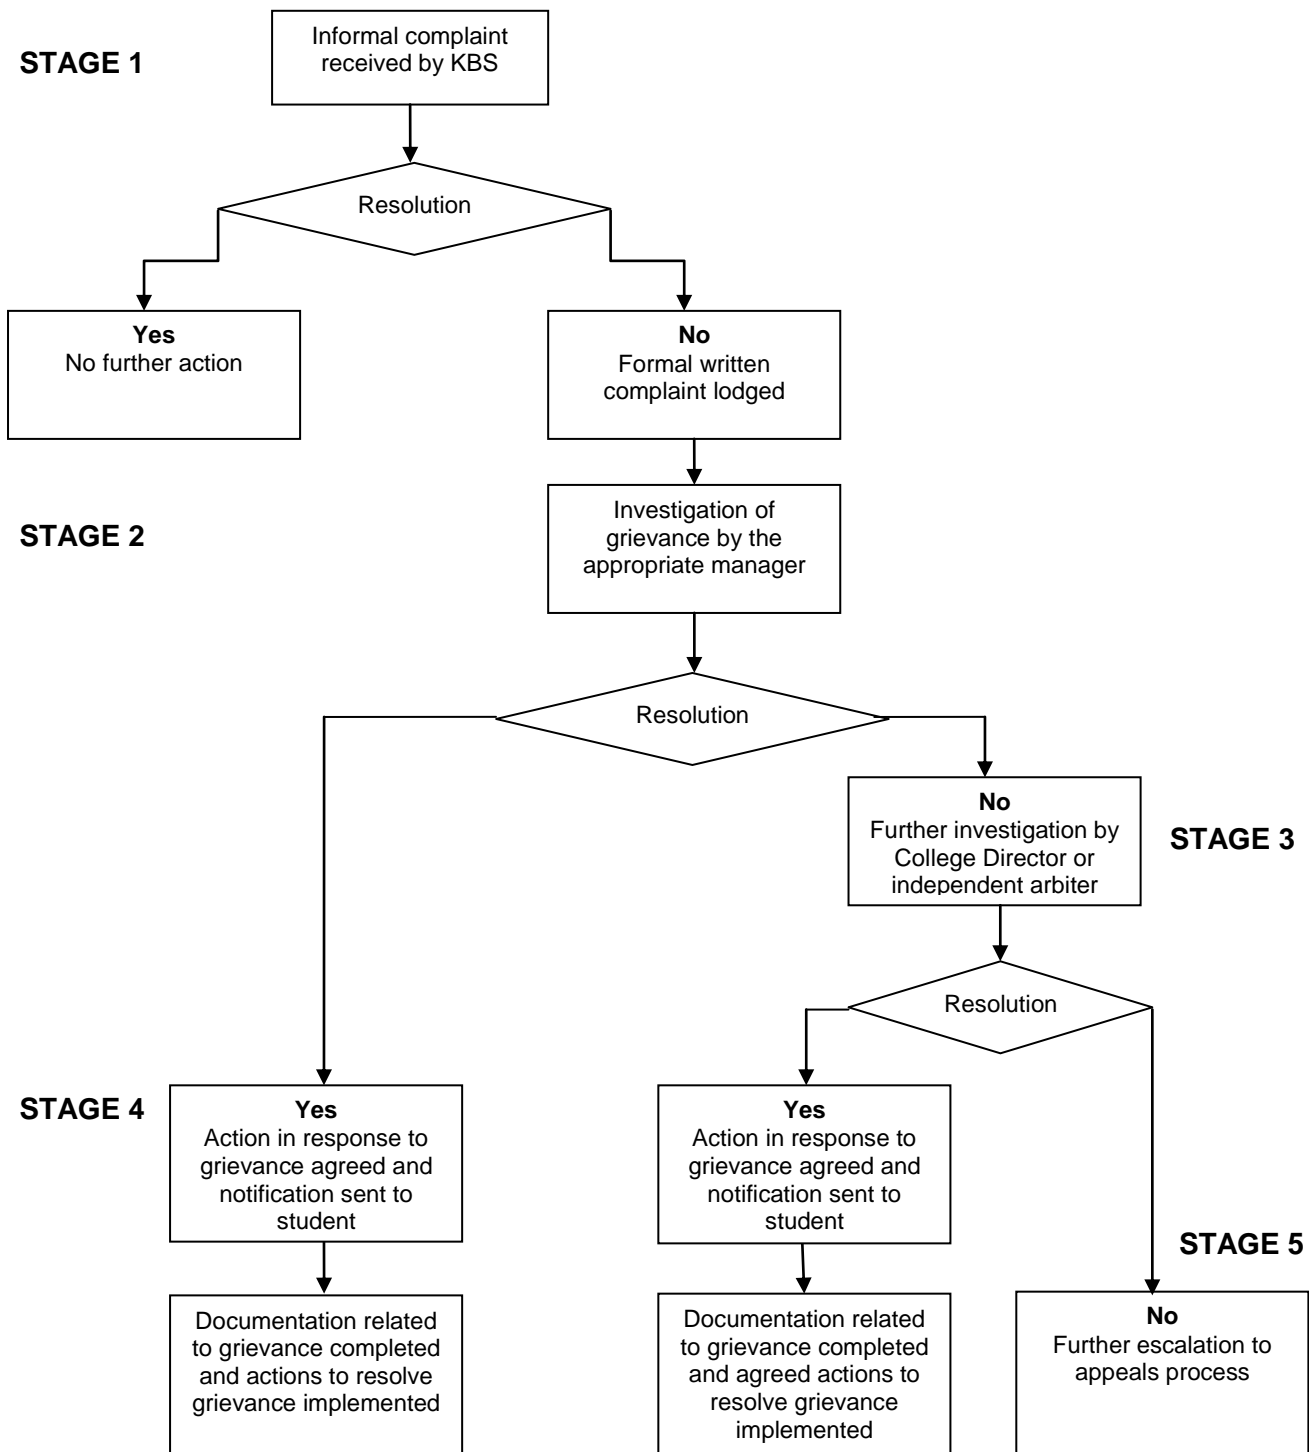 STAGE 1
Informal complaint
received by KBS
Resolution
Yes
No further action
No
Formal written
complaint lodged
STAGE 2
Investigation of
grievance by the
appropriate manager
Resolution
No
Further investigation by
College Director or
independent arbiter
STAGE 3
Resolution
STAGE 4
Yes
Action in response to
grievance agreed and
notification sent to
student
Yes
Action in response to
grievance agreed and
notification sent to
student
STAGE 5
Documentation related
to grievance completed
and actions to resolve
grievance implemented
Documentation related
to grievance completed
and agreed actions to
resolve grievance
implemented
No
Further escalation to
appeals process